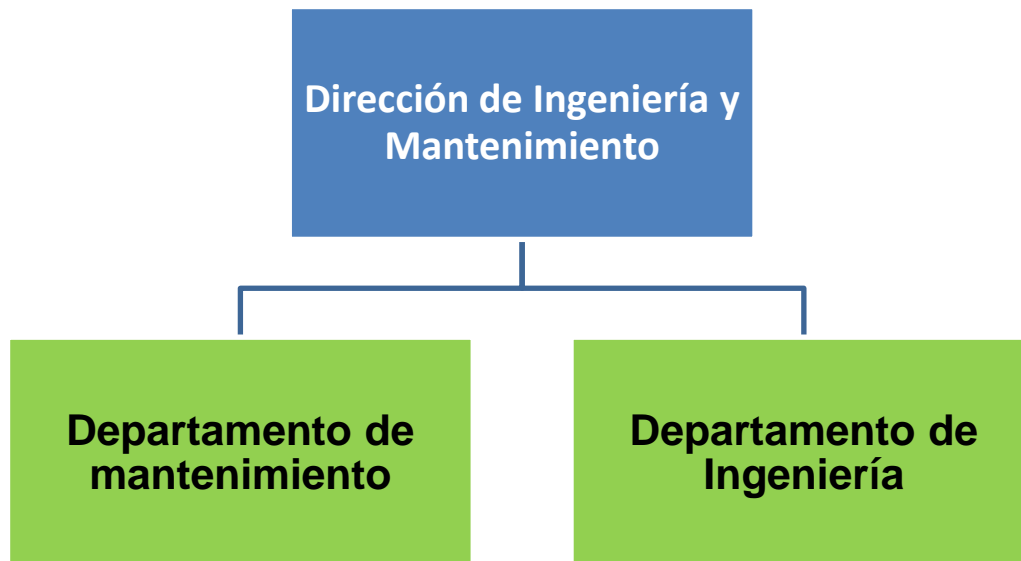 Dirección de Ingeniería y
Mantenimiento
Departamento de
mantenimiento
Departamento de
Ingeniería